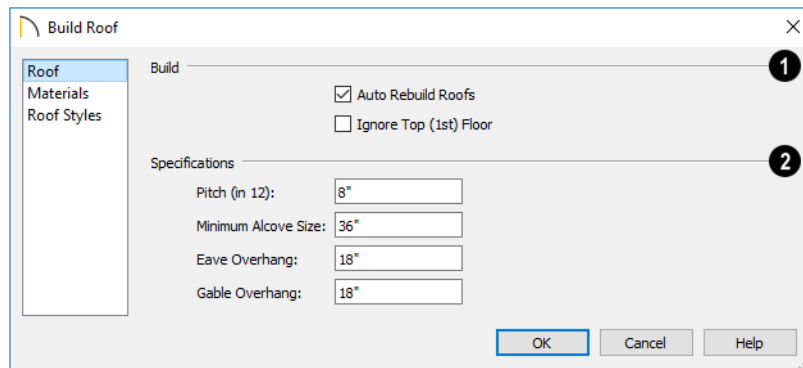 Build Roof
Roof
Materials
Roof Styles
Build
1
Auto Rebuild Roofs
Ignore Top (1st) Floor
Specifications
2
Pitch (in 12): 8"
Minimum Alcove Size: 36"
Eave Overhang: 18"
Gable Overhang: 18"
OK Cancel Help